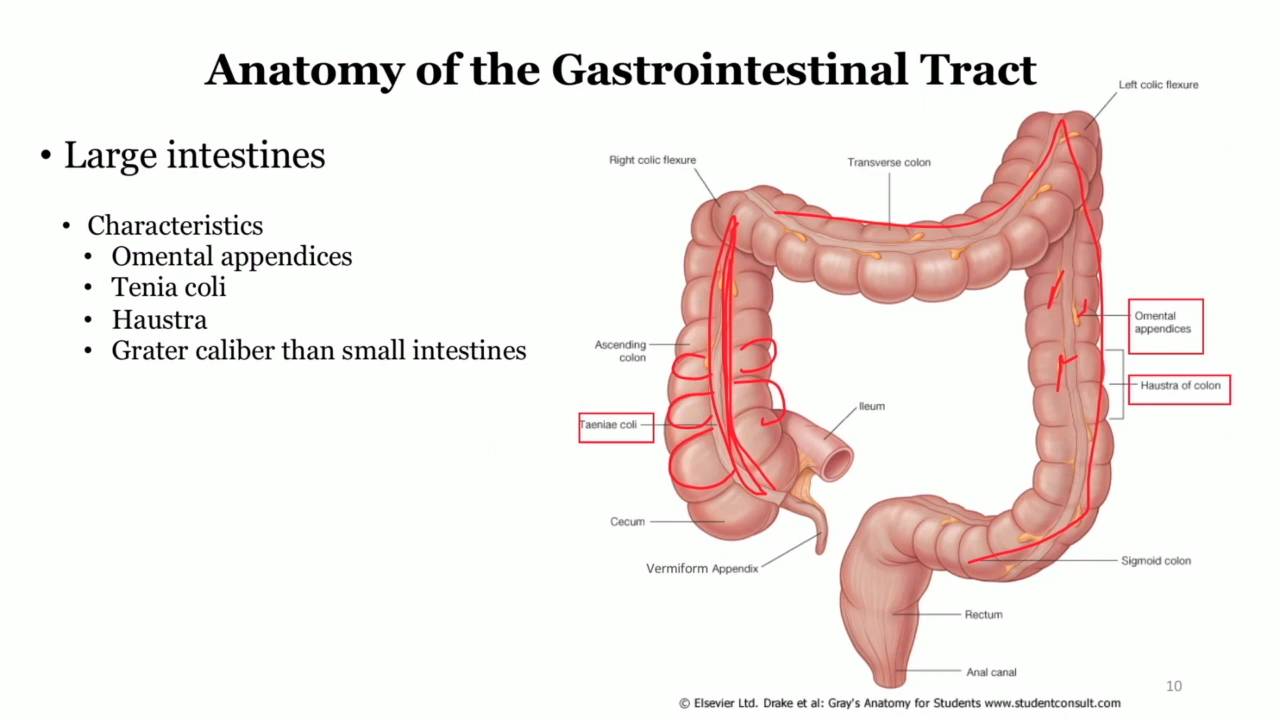 Anatomy of the Gastrointestinal Tract
• Large intestines
• Characteristics
• Omental appendices
• Tenia coli
• Haustra
• Grater caliber than small intestines
Left colic flexure
Right colic flexure
Transverse colon
Omental
appendices
Ascending
colon
Haustra of colon
Ileum
Taeniae coli
Cecum
Vermiform Appendix
Sigmoid colon
Rectum
Anal canal
10
© Elsevier Ltd. Drake et al: Gray's Anatomy for Students www.studentconsult.com